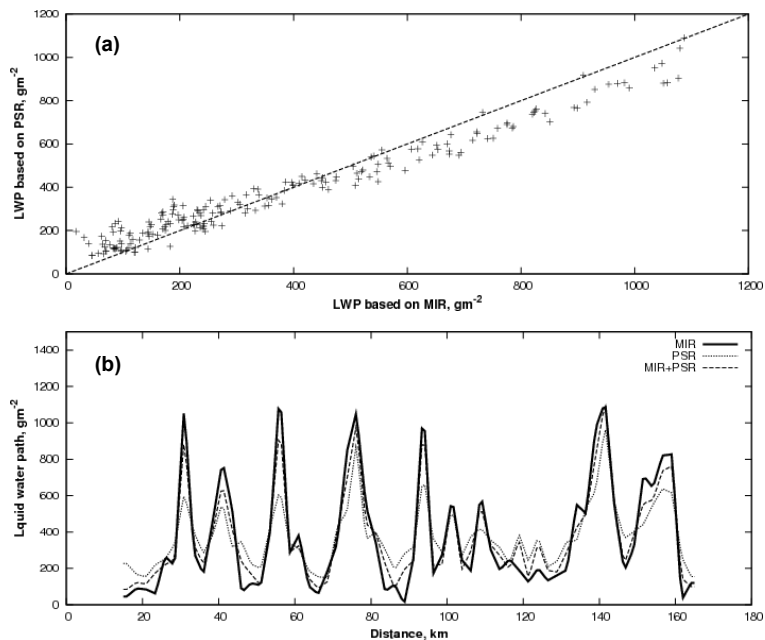 (a)
1200
1000
800
600
400
200
0
LWP based on PSR, gm-2
0 200 400 600 800 1000 1200
LWP based on MIR, gm-2
(b)
MIR
PSR
MIR+PSR
1400
1200
1000
800
600
400
200
0
Lquid water path, gm-2
0 20 40 60 80 100 120 140 160 180
Distance, km